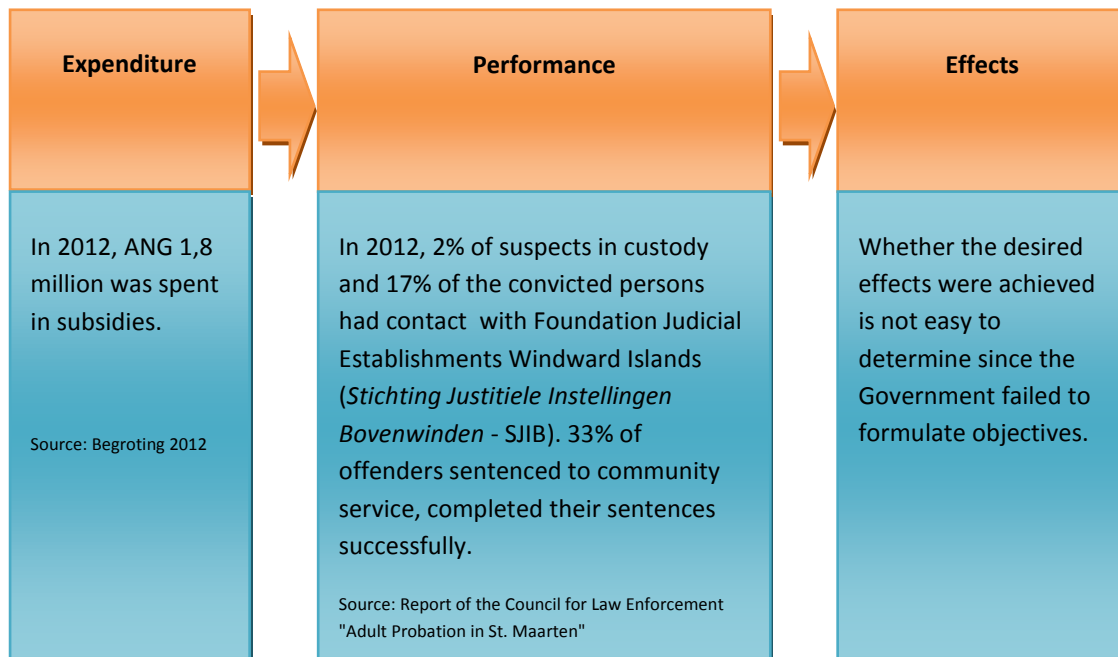 Expenditure
In 2012, ANG 1,8
million was spent
in subsidies.
Source: Begroting 2012
Performance
In 2012, 2% of suspects in custody
and 17% of the convicted persons
had contact  with Foundation Judicial
Establishments Windward Islands
(Stichting Justitiele Instellingen
Bovenwinden - SJIB). 33% of
offenders sentenced to community
service, completed their sentences
successfully.
Source: Report of the Council for Law Enforcement
"Adult Probation in St. Maarten"
Effects
Whether the desired
effects were achieved
is not easy to
determine since the
Government failed to
formulate objectives.